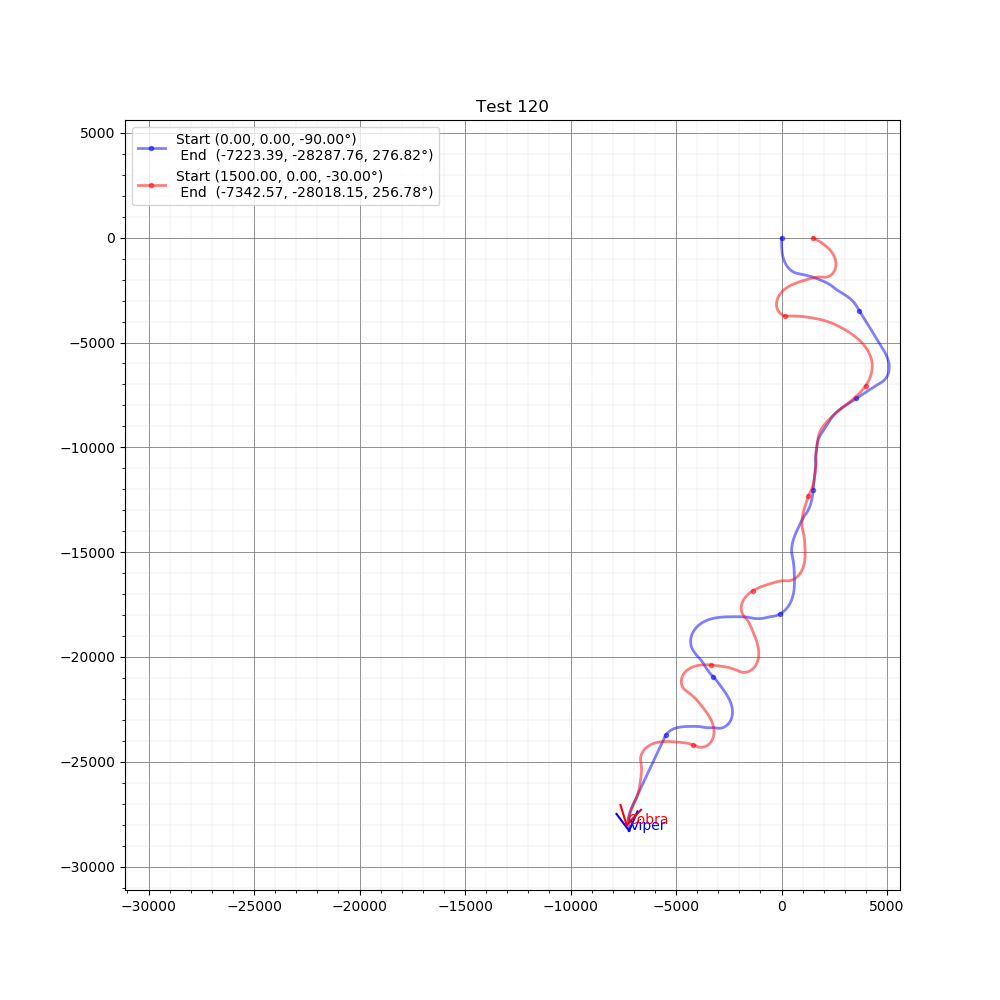 Test 120
Start (0.00, 0.00, -90.00°)
End (-7223.39, -28287.76, 276.82°)
Start (1500.00, 0.00, -30.00°)
End (-7342.57, -28018.15, 256.78°)
5000
0
−5000
−10000
−15000
−20000
−25000
−30000
Cobra
Viper
−30000 −25000 −20000 −15000 −10000 −5000 0 5000